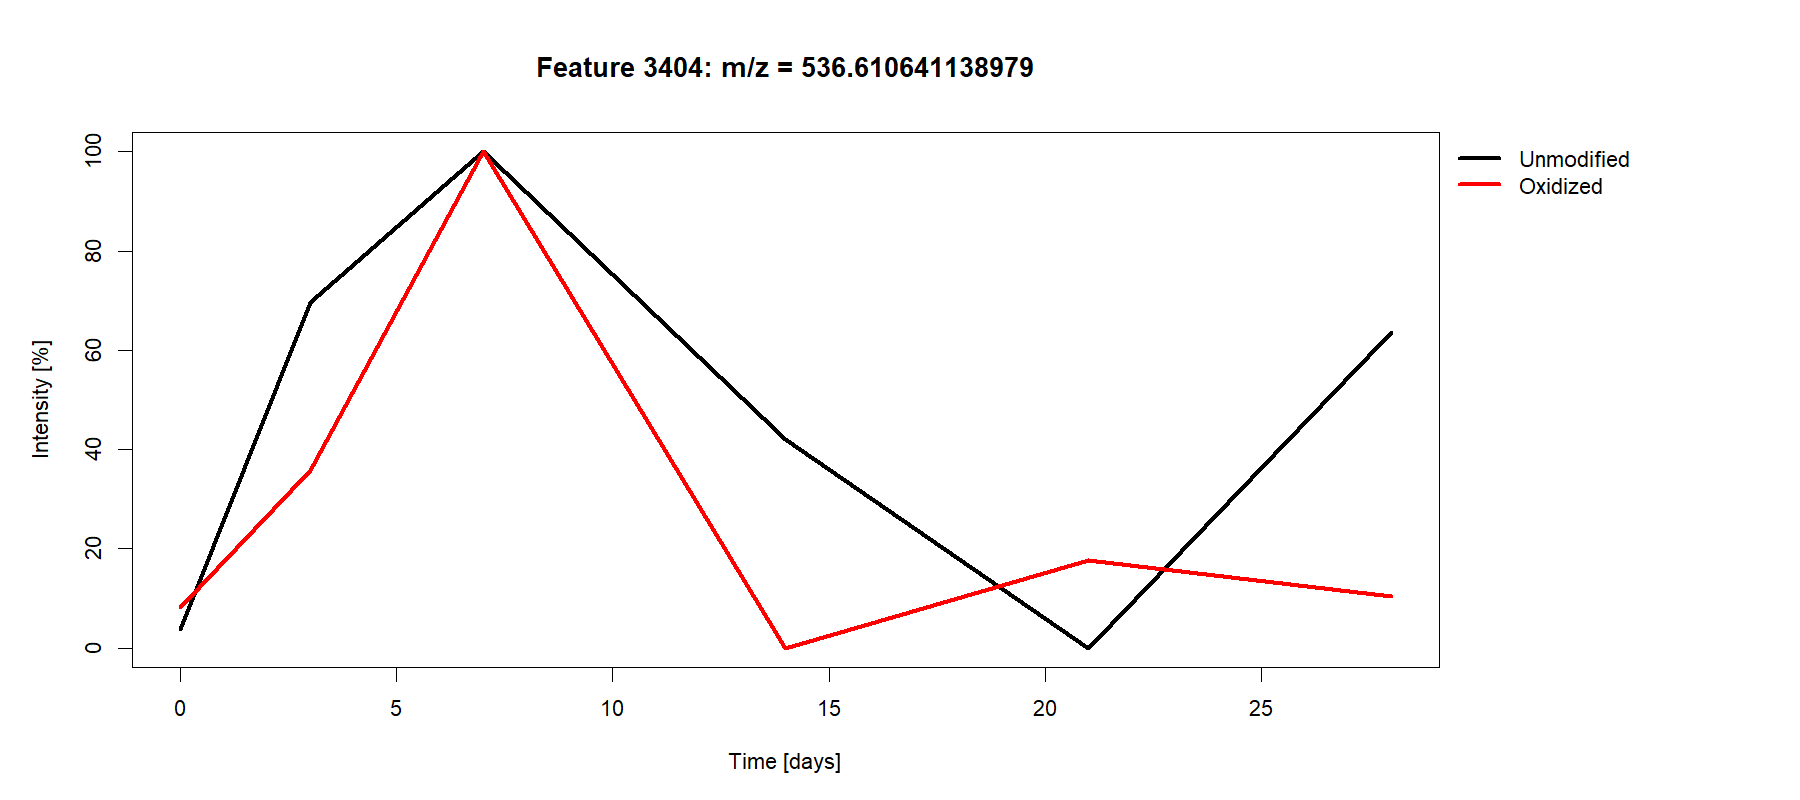 Feature 3404: m/z = 536.610641138979
Unmodified
Oxidized
Intensity [%]
100
80
60
40
20
0
0 5 10 15 20 25
Time [days]